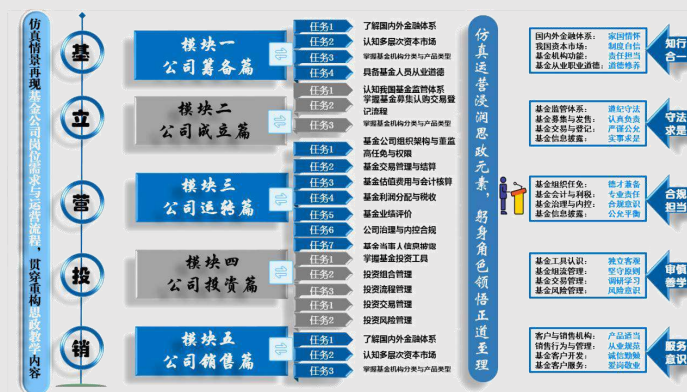 仿真情景再现基金公司岗位需求与运营流程，贯穿重构思政教学内容
基
模块一
公司筹备篇
任务1 了解国内外金融体系
任务2 认知多层次资本市场
任务3 掌握基金机构分类与产品类型
任务4 具备基金人员从业道德
立
模块二
公司成立篇
任务1 认知我国基金监管体系
任务2 掌握基金募集认购交易登
记流程
任务3 掌握基金机构分类与产品类型
营
模块三
公司运转篇
任务1 基金公司组织架构与董监
高任免与权限
任务2 基金交易管理与结算
任务3 基金估值费用与会计核算
任务4 基金利润分配与税收
任务5 基金业绩评价
任务6 公司治理与内控合规
任务7 基金当事人信息披露
投
模块四
公司投资篇
任务1 掌握基金投资工具
任务2 投资组合管理
任务3 投资流程管理
任务1 投资交易管理
任务2 投资风险管理
销
模块五
公司销售篇
任务1 了解国内外金融体系
任务2 认知多层次资本市场
任务3 掌握基金机构分类与产品类型
仿真运营浸润思政元素，躬身角色领悟正道至理
国内外金融体系： 家国情怀
我国资本市场： 制度自信
基金机构功能： 责任担当
基金从业职业道德： 道德修养
知行
合一
基金监管体系： 遵纪守法
基金募集与发售： 认真负责
基金交易与登记： 严谨公允
基金信息披露： 实事求是
守法
求是
基金组织任免： 德才兼备
基金会计与利税： 专业责任
基金治理与内控： 合规意识
基金信息披露： 公允平衡
合规
担当
基金工具认识： 独立客观
基金组流管理： 坚守原则
基金交易管理： 调研学习
基金风险管理： 风险意识
审慎
善学
客户与销售机构： 产品适当
销售行为与管理： 从业规范
基金客户开发： 诚信勤勉
基金客户服务： 爱岗敬业
服务
意识